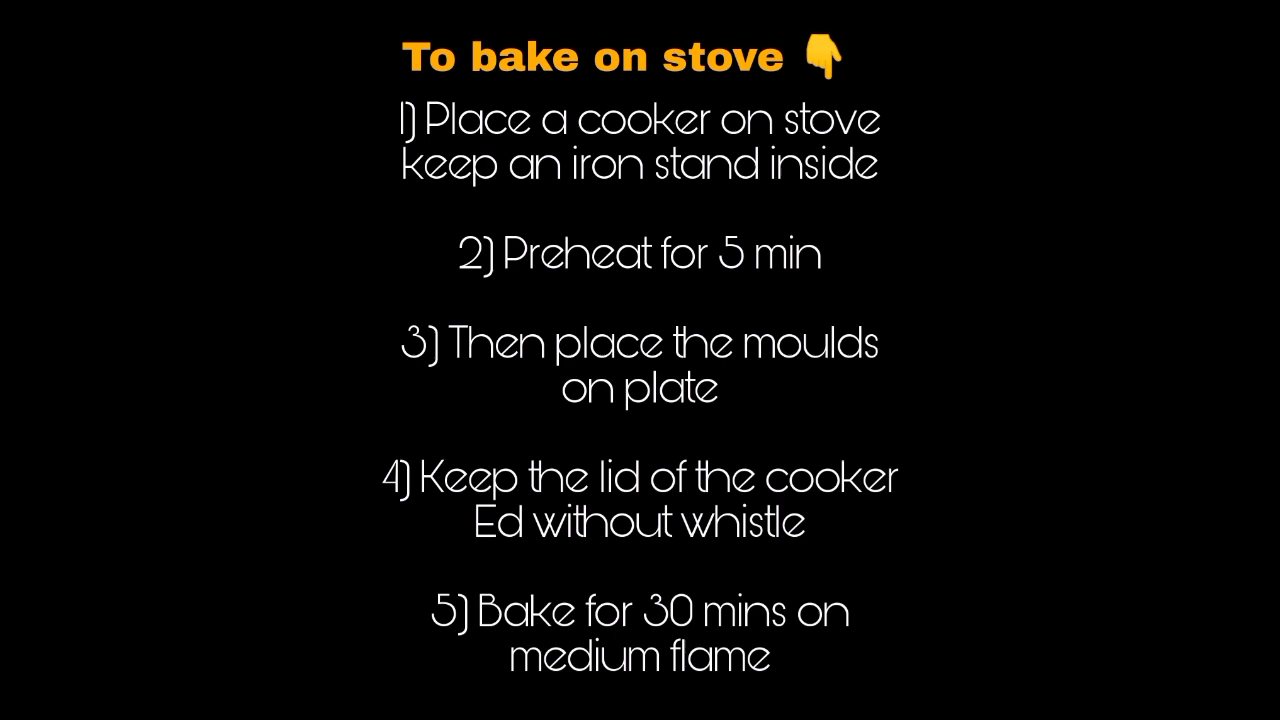 To bake on stove 👇
1) Place a cooker on stove
keep an iron stand inside
2) Preheat for 5 min
3) Then place the moulds
on plate
4) Keep the lid of the cooker
Ed without whistle
5) Bake for 30 mins on
medium flame